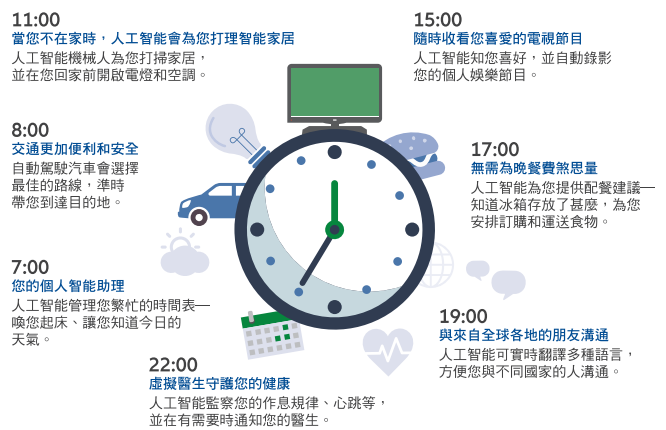 11:00
當您不在家時，人工智能會為您打理智能家居
人工智能機械人為您打掃家居，
並在您回家前開啟電燈和空調。
15:00
隨時收看您喜愛的電視節目
人工智能知您喜好，並自動錄影
您的個人娛樂節目。
8:00
交通更加便利和安全
自動駕駛汽車會選擇
最佳的路線，準時
帶您到達目的地。
17:00
無需為晚餐費煞思量
人工智能為您提供配餐建議—
知道冰箱存放了甚麼，為您
安排訂購和運送食物。
7:00
您的個人智能助理
人工智能管理您繁忙的時間表—
喚您起床、讓您知道今日的
天氣。
19:00
與來自全球各地的朋友溝通
人工智能可實時翻譯多種語言，
方便您與不同國家的人溝通。
22:00
虛擬醫生守護您的健康
人工智能監察您的作息規律、心跳等，
並在有需要時通知您的醫生。